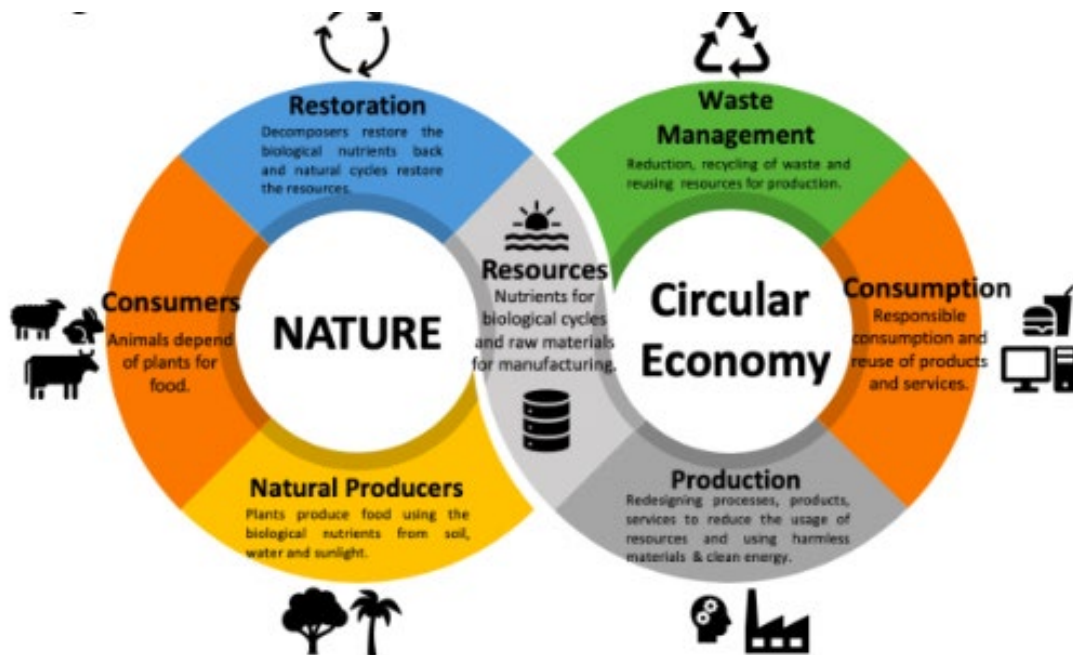 Restoration
Decomposers restore the
biological nutrients back
and natural cycles restore
the resources.
Waste
Management
Reduction, recycling of waste and
reusing resources for production.
Consumers
Animals depend
of plants for
food.
NATURE
Resources
Nutrients for
biological cycles
and raw materials
for manufacturing.
Circular
Economy
Consumption
Responsible
consumption and
reuse of products
and services.
Natural Producers
Plants produce food using the
biological nutrients from soil,
water and sunlight.
Production
Redesigning processes, products,
services to reduce the usage of
resources and using harmless
materials & clean energy.